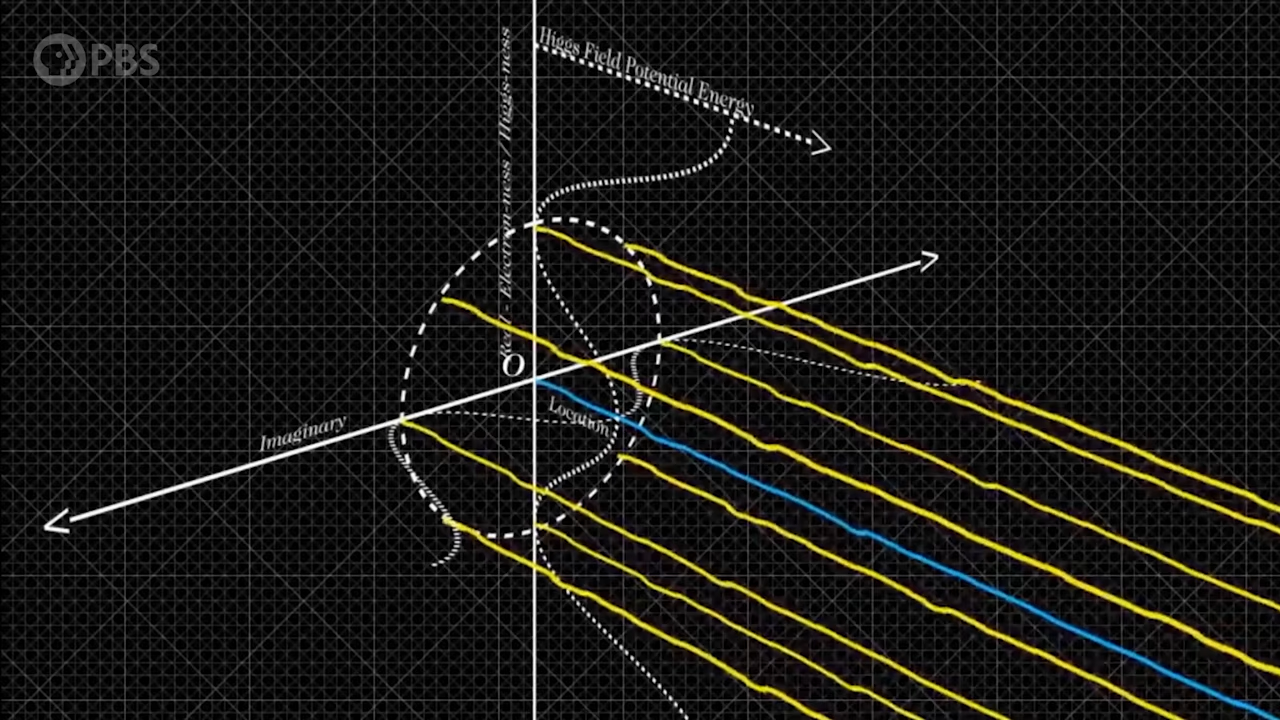 PBS
Higgs Field Potential Energy
Real - Electron-ness / Higgs-ness
O
Location
Imaginary